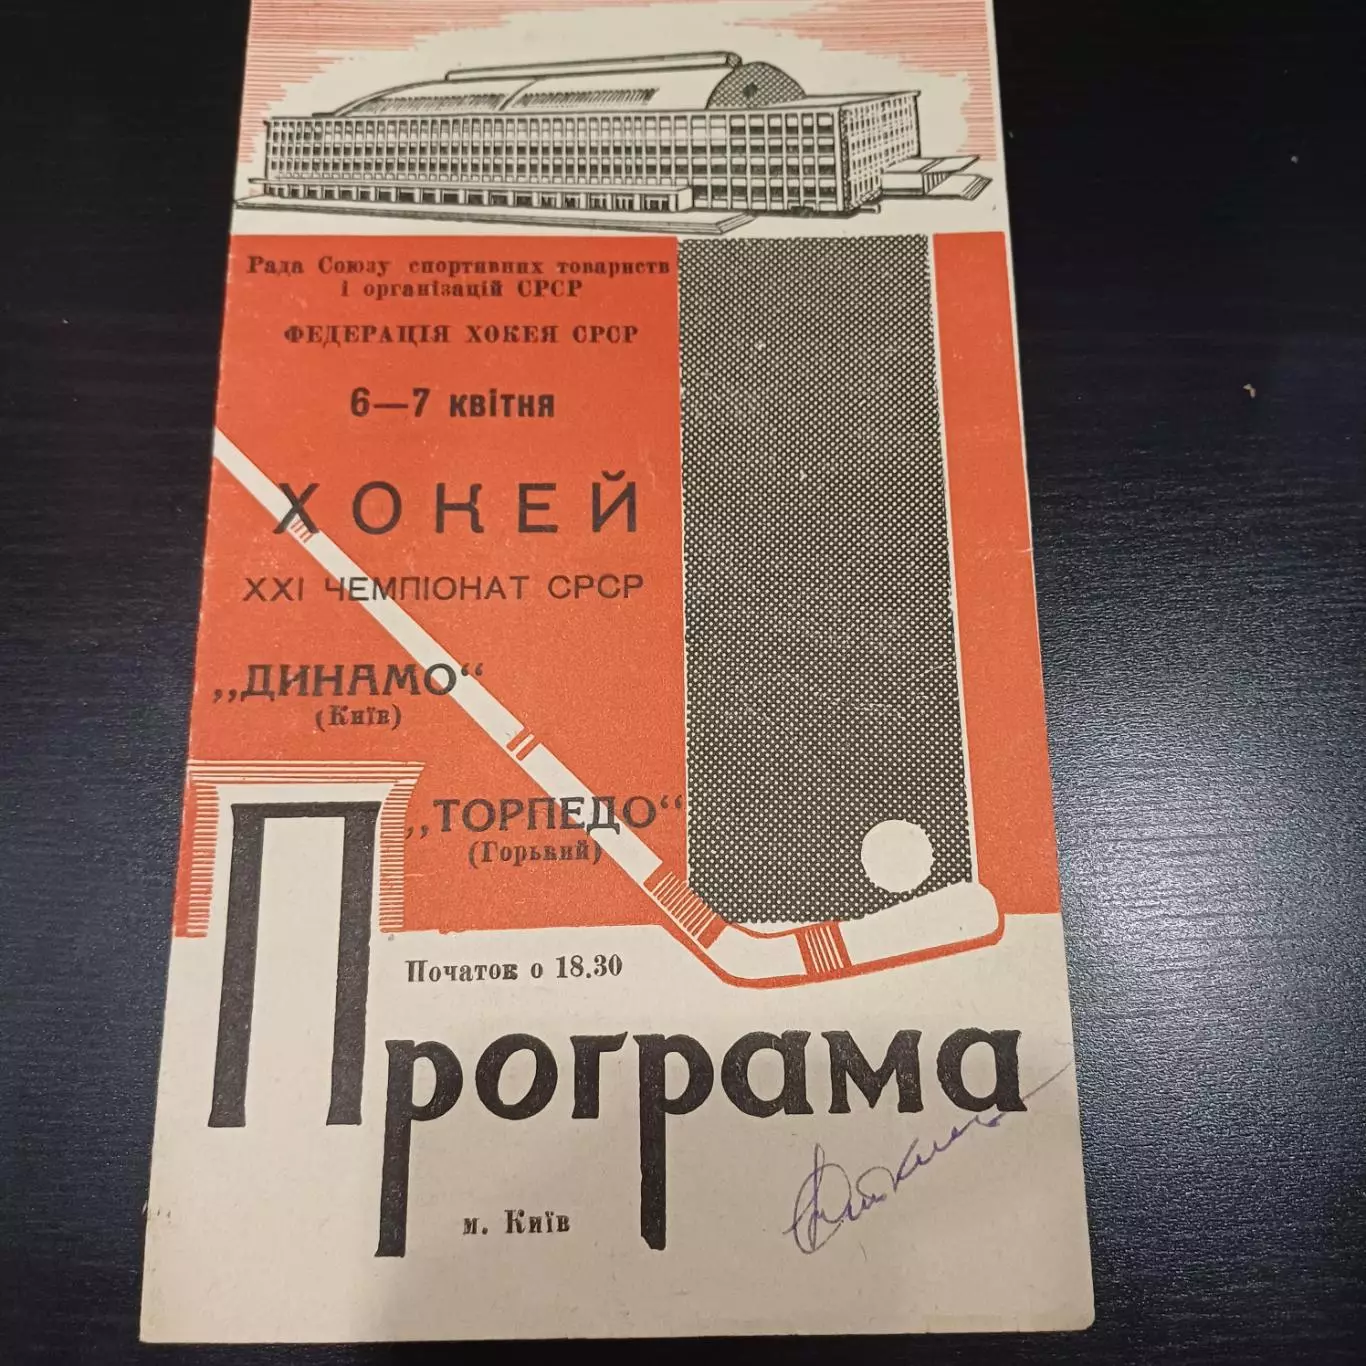 Рада Союзу спортивних товариств
і організацій СРСР
ФЕДЕРАЦІЯ ХОКЕЯ СРСР
6—7 квітня
ХОКЕЙ
XXI ЧЕМПІОНАТ СРСР
„ДИНАМО“
(Київ)
„ТОРПЕДО“
(Горький)
Початок о 18.30
Програма
м. Київ